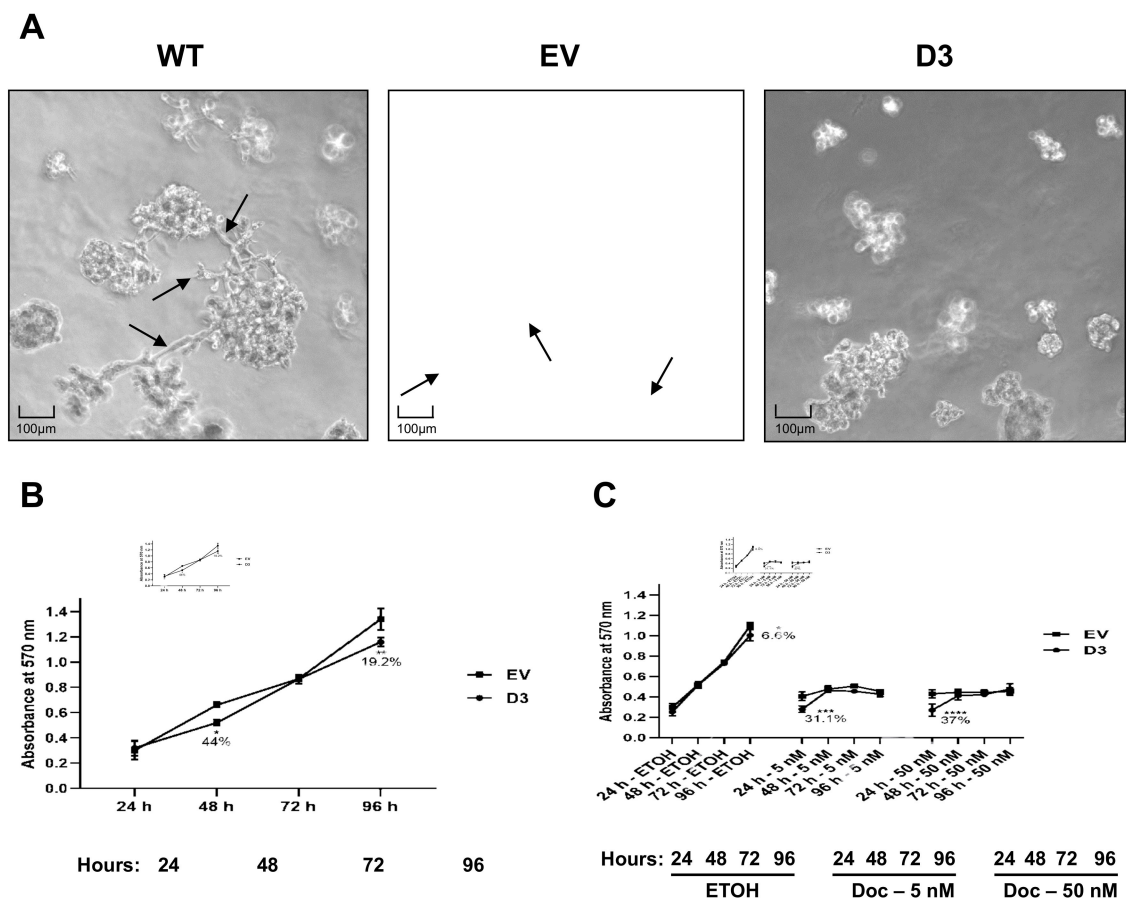 A
WT
EV
D3
100µm
100µm
100µm
B
C
Absorbance at 570 nm
1.4
1.2
1.0
0.8
0.6
0.4
0.2
0.0
24 h
48 h
72 h
96 h
*
44%
**
19.2%
EV
D3
Hours: 24 48 72 96
Absorbance at 570 nm
1.4
1.2
1.0
0.8
0.6
0.4
0.2
0.0
24 h - ETOH
48 h - ETOH
72 h - ETOH
96 h - ETOH
24 h - 5 nM
48 h - 5 nM
72 h - 5 nM
96 h - 5 nM
24 h - 50 nM
48 h - 50 nM
72 h - 50 nM
96 h - 50 nM
*
6.6%
***
31.1%
****
37%
EV
D3
Hours: 24 48 72 96 24 48 72 96 24 48 72 96
ETOH Doc – 5 nM Doc – 50 nM